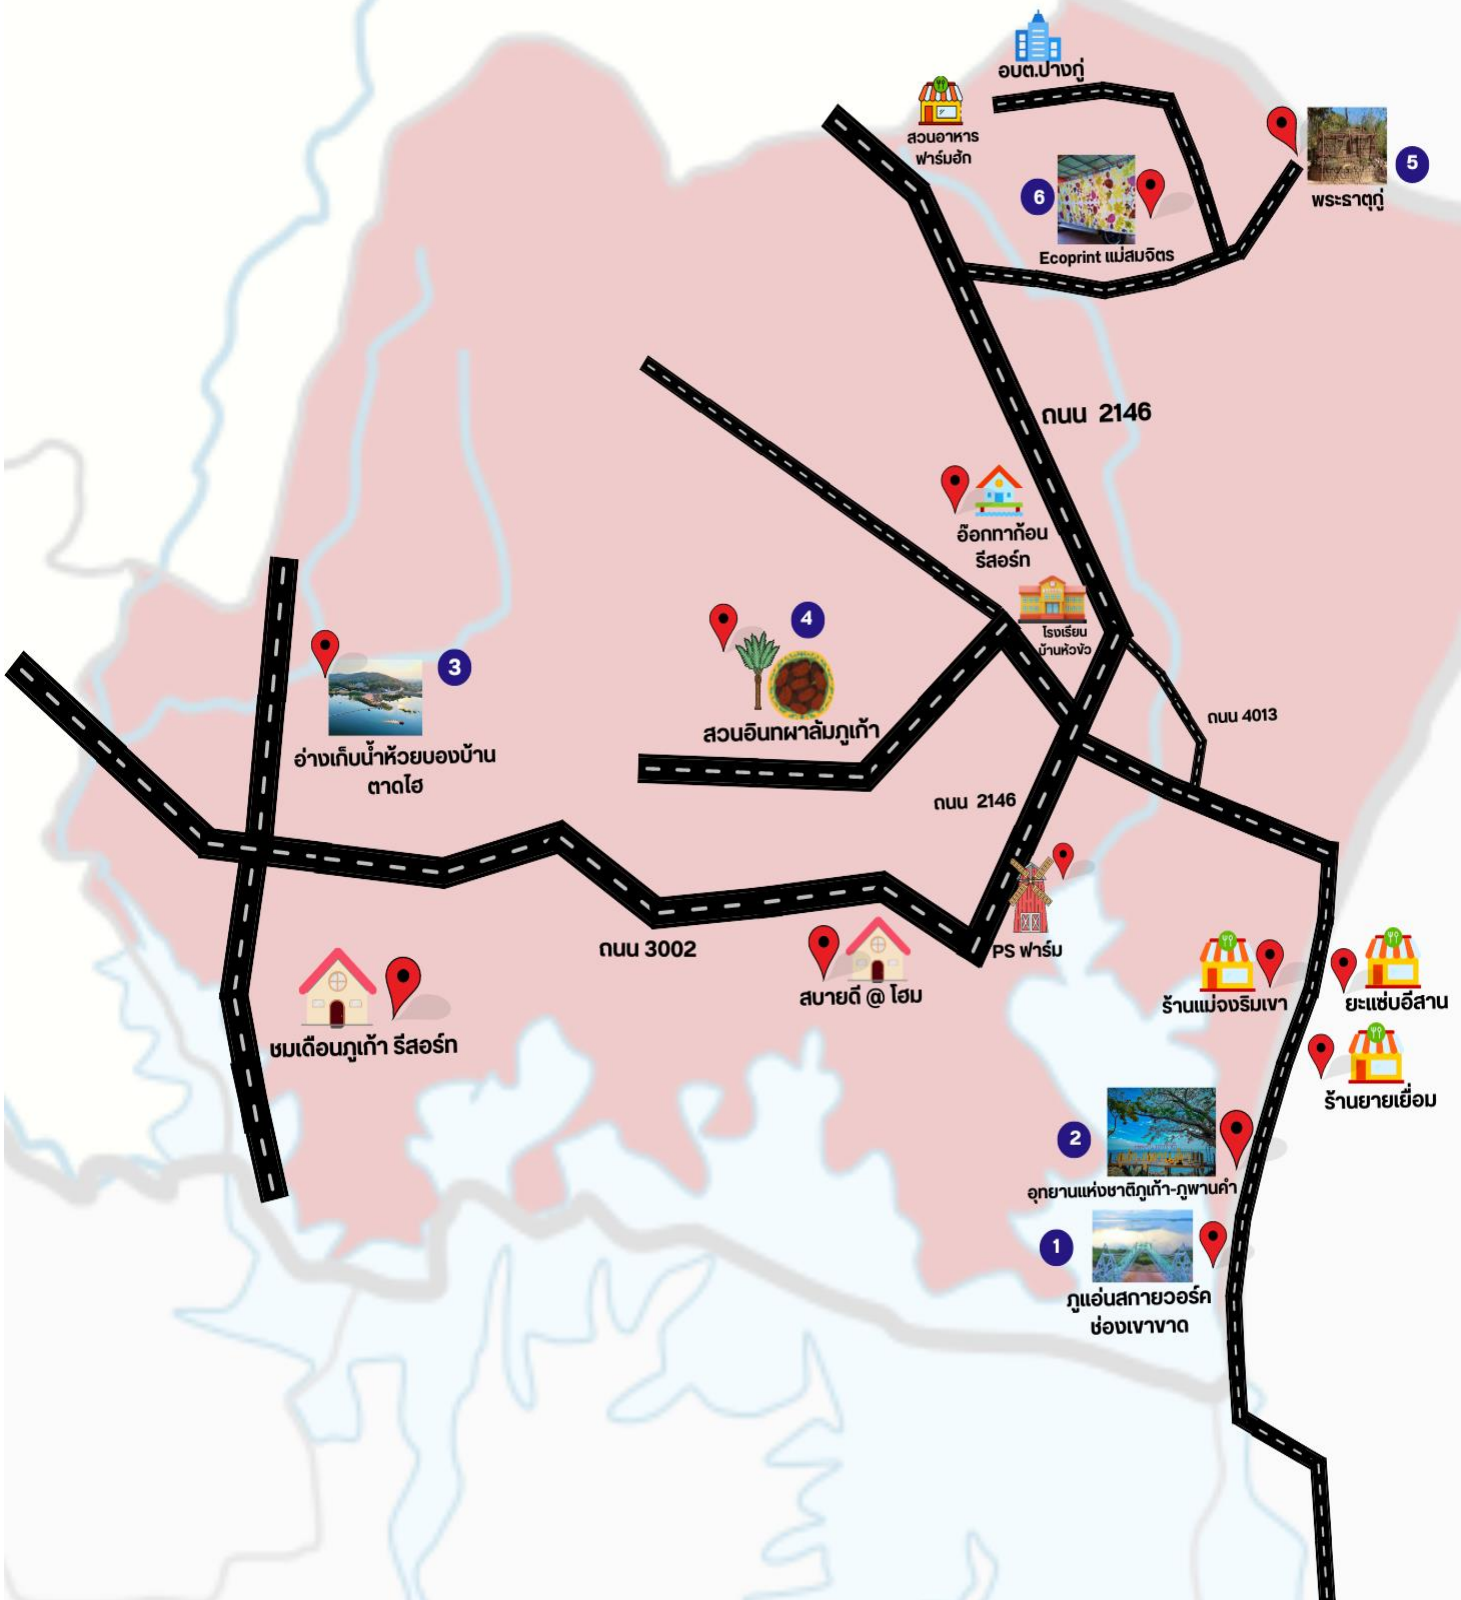 อบต.ปางกู่
สวนอาหาร
ฟาร์มฮัก
5
พระธาตุกู่
6
Ecoprint แม่สมจิตร
ถนน 2146
อ๊อกทาก้อน
รีสอร์ท
โรงเรียน
บ้านหัวขัว
4
สวนอินทผาลัมภูเก้า
3
อ่างเก็บน้ำห้วยบองบ้าน
ตาดไฮ
ถนน 4013
ถนน 2146
ถนน 3002
PS ฟาร์ม
สบายดี @ โฮม
ร้านแม่จงริมเขา
ยะแซ่บอีสาน
ชมเดือนภูเก้า รีสอร์ท
ร้านยายเยื่อม
2
อุทยานแห่งชาติภูเก้า-ภูพานคำ
1
ภูแอ่นสกายวอร์ค
ช่องเขาขาด